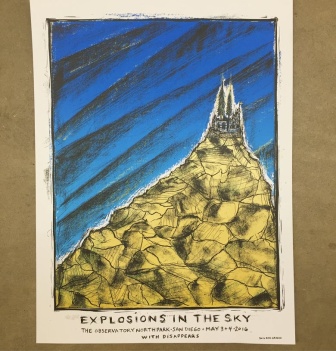 EXPLOSIONS IN THE SKY
THE OBSERVATORY NORTH PARK • SAN DIEGO • MAY 3 & 4 • 2016
WITH DISAPPEARS